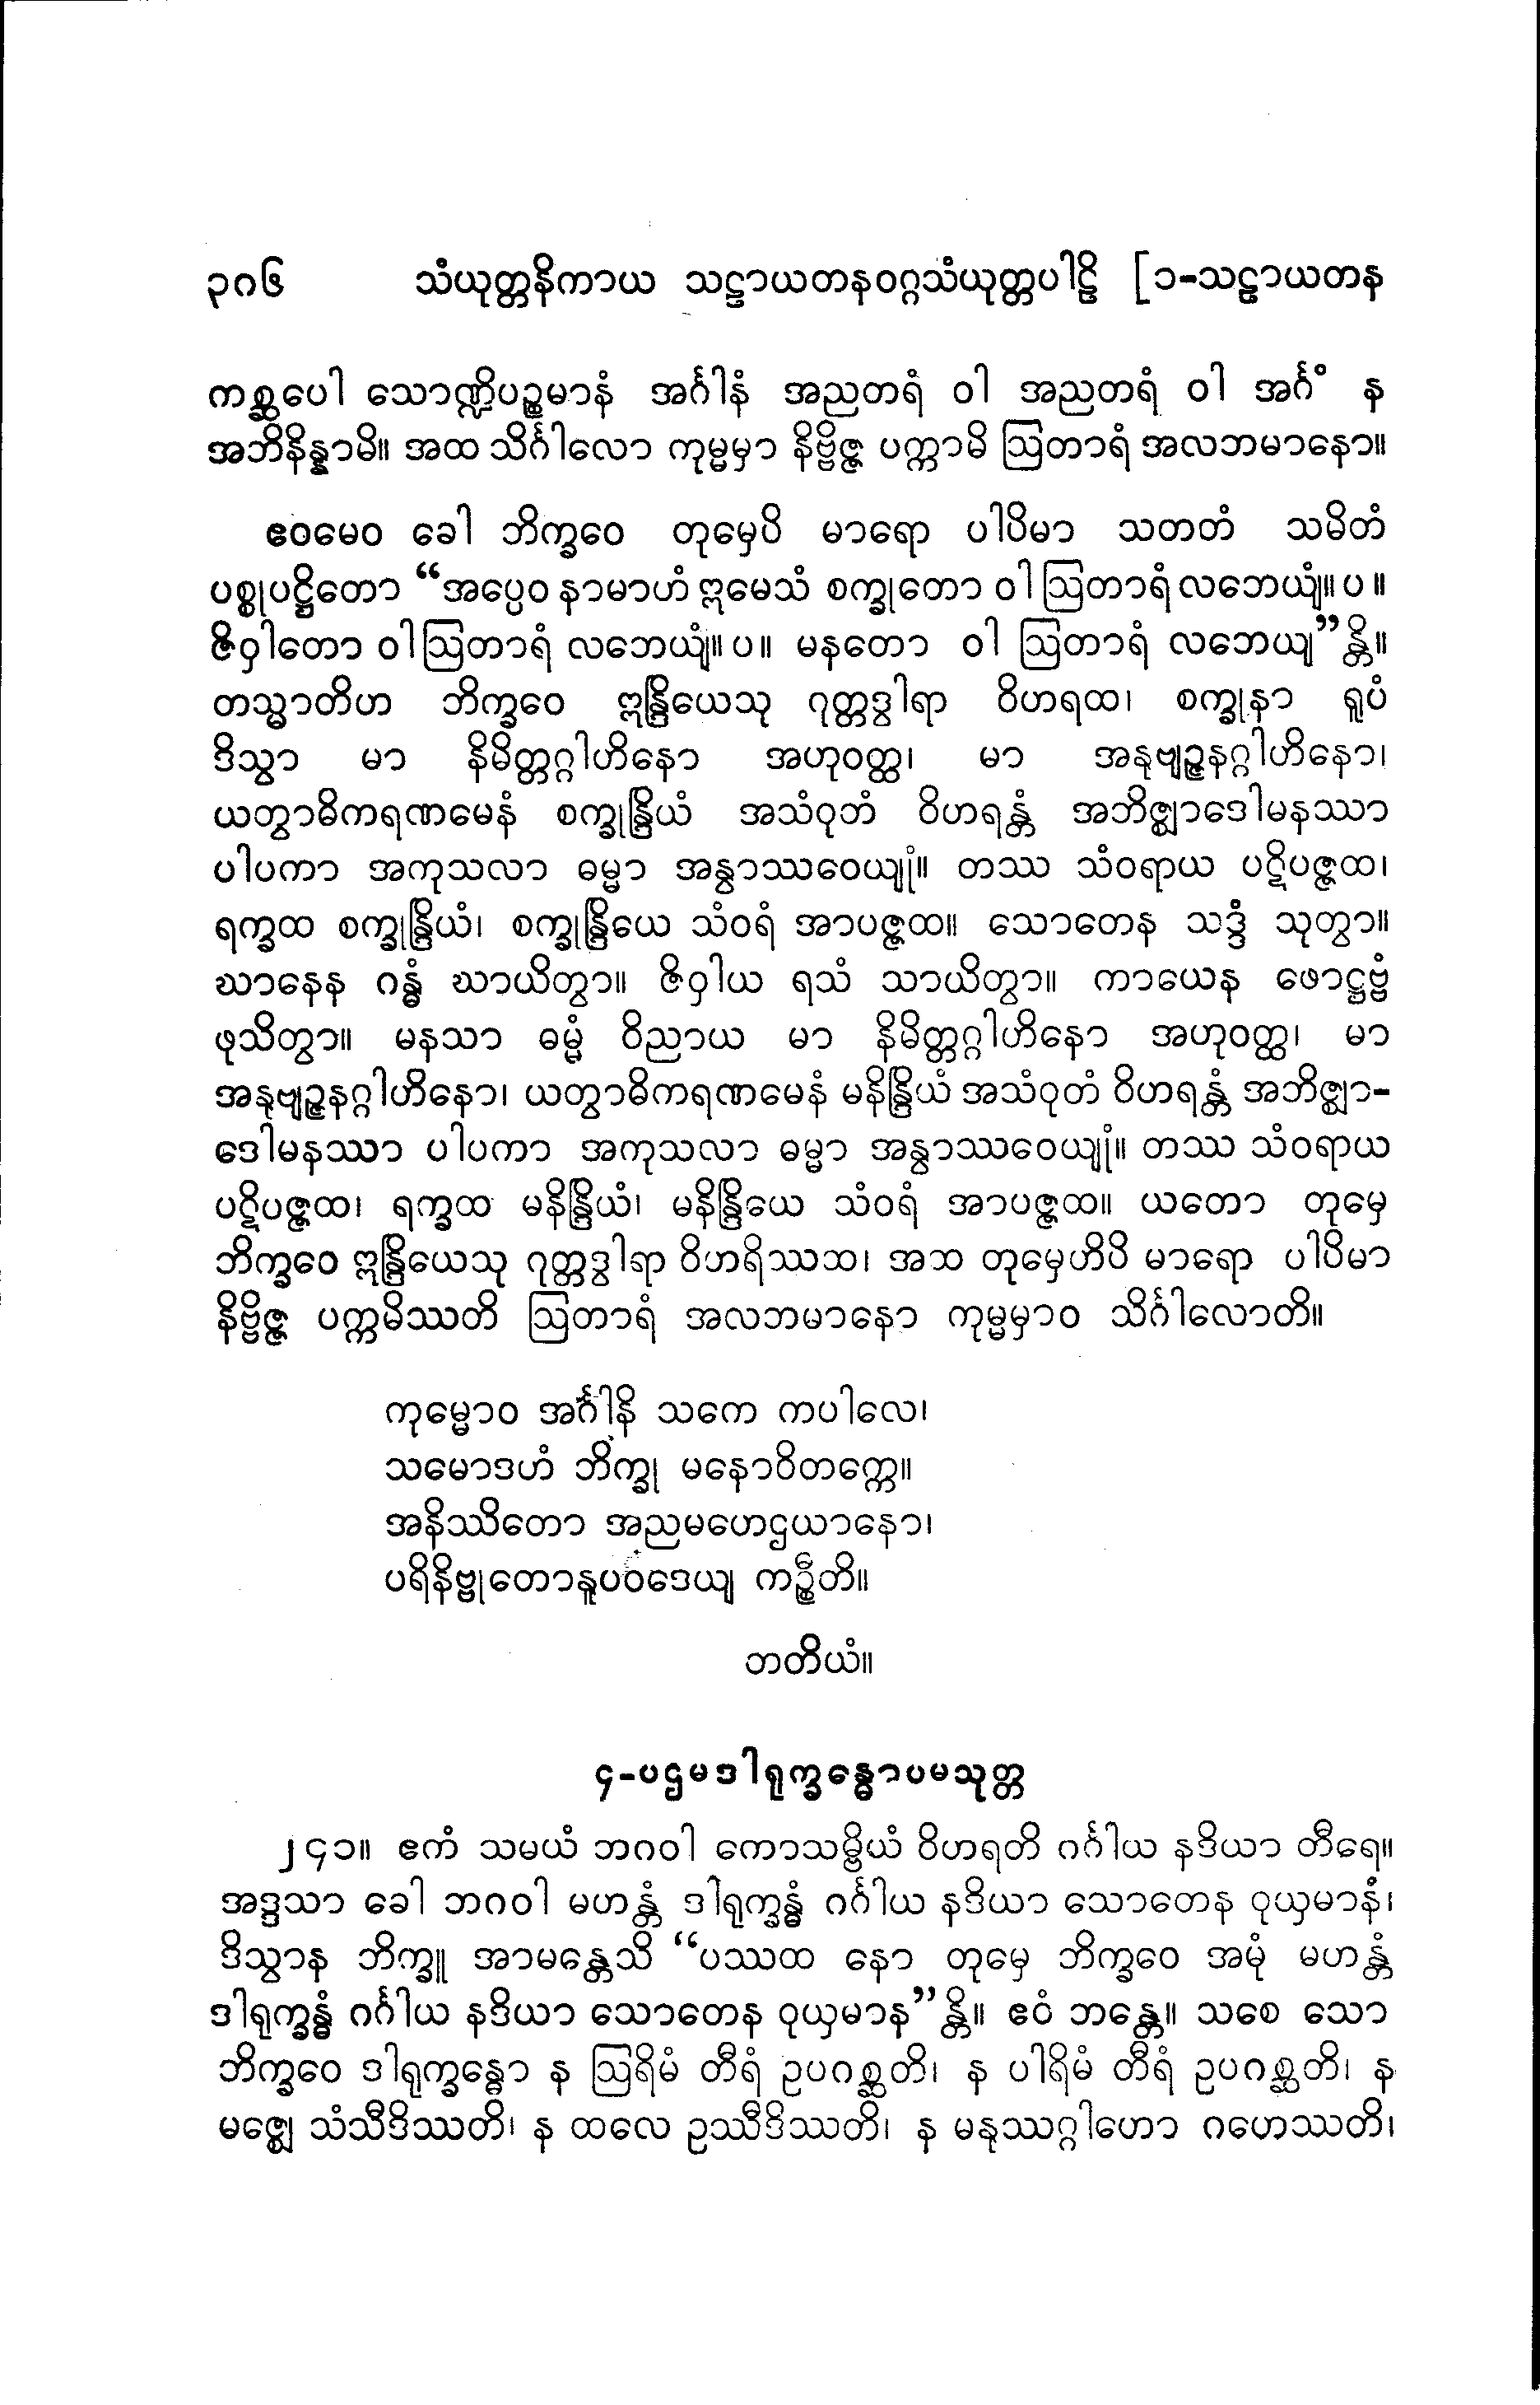 ၃၈၆ သံယုတ္တနိကာယ သဠာယတနဝဂ္ဂသံယုတ္တပါဠိ [၁-သဠာယတန
ကစ္ဆပေါ သောဏ္ဍိပဉ္စမာနံ အင်္ဂါနံ အညတရံ ဝါ အညတရံ ဝါ အင်္ဂံ န
အဘိနိန္နာမိ။ အထ သိင်္ဂါလော ကုမ္မမှာ နိဗ္ဗိဇ္ဇ ပက္ကာမိ ဩတာရံ အလဘမာနော။
ဧဝမေဝ ခေါ ဘိက္ခဝေ တုမှေပိ မာရော ပါပိမာ သတတံ သမိတံ
ပစ္စုပဋ္ဌိတော “အပ္ပေဝ နာမာဟံ ဣမေသံ စက္ခုတော ဝါ ဩတာရံ လဘေယျံ။ ပ။
ဇိဝှါတော ဝါ ဩတာရံ လဘေယျံ။ ပ။ မနတော ဝါ ဩတာရံ လဘေယျ”န္တိ။
တသ္မာတိဟ ဘိက္ခဝေ ဣန္ဒြိယေသု ဂုတ္တဒွါရာ ဝိဟရထ၊ စက္ခုနာ ရူပံ
ဒိသွာ မာ နိမိတ္တဂ္ဂါဟိနော အဟုဝတ္ထ၊ မာ အနုဗျဉ္ဇနဂ္ဂါဟိနော၊
ယတွာဓိကရဏမေနံ စက္ခုန္ဒြိယံ အသံဝုတံ ဝိဟရန္တံ အဘိဇ္ဈာဒေါမနဿာ
ပါပကာ အကုသလာ ဓမ္မာ အနွာဿဝေယျုံ။ တဿ သံဝရာယ ပဋိပဇ္ဇထ၊
ရက္ခထ စက္ခုန္ဒြိယံ၊ စက္ခုန္ဒြိယေ သံဝရံ အာပဇ္ဇထ။ သောတေန သဒ္ဒံ သုတွာ။
ဃာနေန ဂန္ဓံ ဃာယိတွာ။ ဇိဝှါယ ရသံ သာယိတွာ။ ကာယေန ဖောဋ္ဌဗ္ဗံ
ဖုသိတွာ။ မနသာ ဓမ္မံ ဝိညာယ မာ နိမိတ္တဂ္ဂါဟိနော အဟုဝတ္ထ၊ မာ
အနုဗျဉ္ဇနဂ္ဂါဟိနော၊ ယတွာဓိကရဏမေနံ မနိန္ဒြိယံ အသံဝုတံ ဝိဟရန္တံ အဘိဇ္ဈာ-
ဒေါမနဿာ ပါပကာ အကုသလာ ဓမ္မာ အနွာဿဝေယျုံ။ တဿ သံဝရာယ
ပဋိပဇ္ဇထ၊ ရက္ခထ မနိန္ဒြိယံ၊ မနိန္ဒြိယေ သံဝရံ အာပဇ္ဇထ။ ယတော တုမှေ
ဘိက္ခဝေ ဣန္ဒြိယေသု ဂုတ္တဒွါရာ ဝိဟရိဿထ၊ အထ တုမှေဟိပိ မာရော ပါပိမာ
နိဗ္ဗိဇ္ဇ ပက္ကမိဿတိ ဩတာရံ အလဘမာနော ကုမ္မမှာဝ သိင်္ဂါလောတိ။
ကုမ္မောဝ အင်္ဂါနိ သကေ ကပါလေ၊
သမောဒဟံ ဘိက္ခု မနောဝိတက္ကေ။
အနိဿိတော အညမဟေဌယာနော၊
ပရိနိဗ္ဗုတောနူပဝဒေယျ ကဉ္စီတိ။
တတိယံ။
၄-ပဌမဒါရုက္ခန္ဓောပမသုတ္တ
၂၄၁။ ဧကံ သမယံ ဘဂဝါ ကောသမ္ဗိယံ ဝိဟရတိ ဂင်္ဂါယ နဒိယာ တီရေ။
အဒ္ဒသာ ခေါ ဘဂဝါ မဟန္တံ ဒါရုက္ခန္ဓံ ဂင်္ဂါယ နဒိယာ သောတေန ဝုယှမာနံ၊
ဒိသွာန ဘိက္ခူ အာမန္တေသိ “ပဿထ နော တုမှေ ဘိက္ခဝေ အမုံ မဟန္တံ
ဒါရုက္ခန္ဓံ ဂင်္ဂါယ နဒိယာ သောတေန ဝုယှမာန”န္တိ။ ဧဝံ ဘန္တေ။ သစေ သော
ဘိက္ခဝေ ဒါရုက္ခန္ဓော န ဩရိမံ တီရံ ဥပဂစ္ဆတိ၊ န ပါရိမံ တီရံ ဥပဂစ္ဆတိ၊ န
မဇ္ဈေ သံသီဒိဿတိ၊ န ထလေ ဥဿီဒိဿတိ၊ န မနုဿဂ္ဂါဟော ဂဟေဿတိ၊